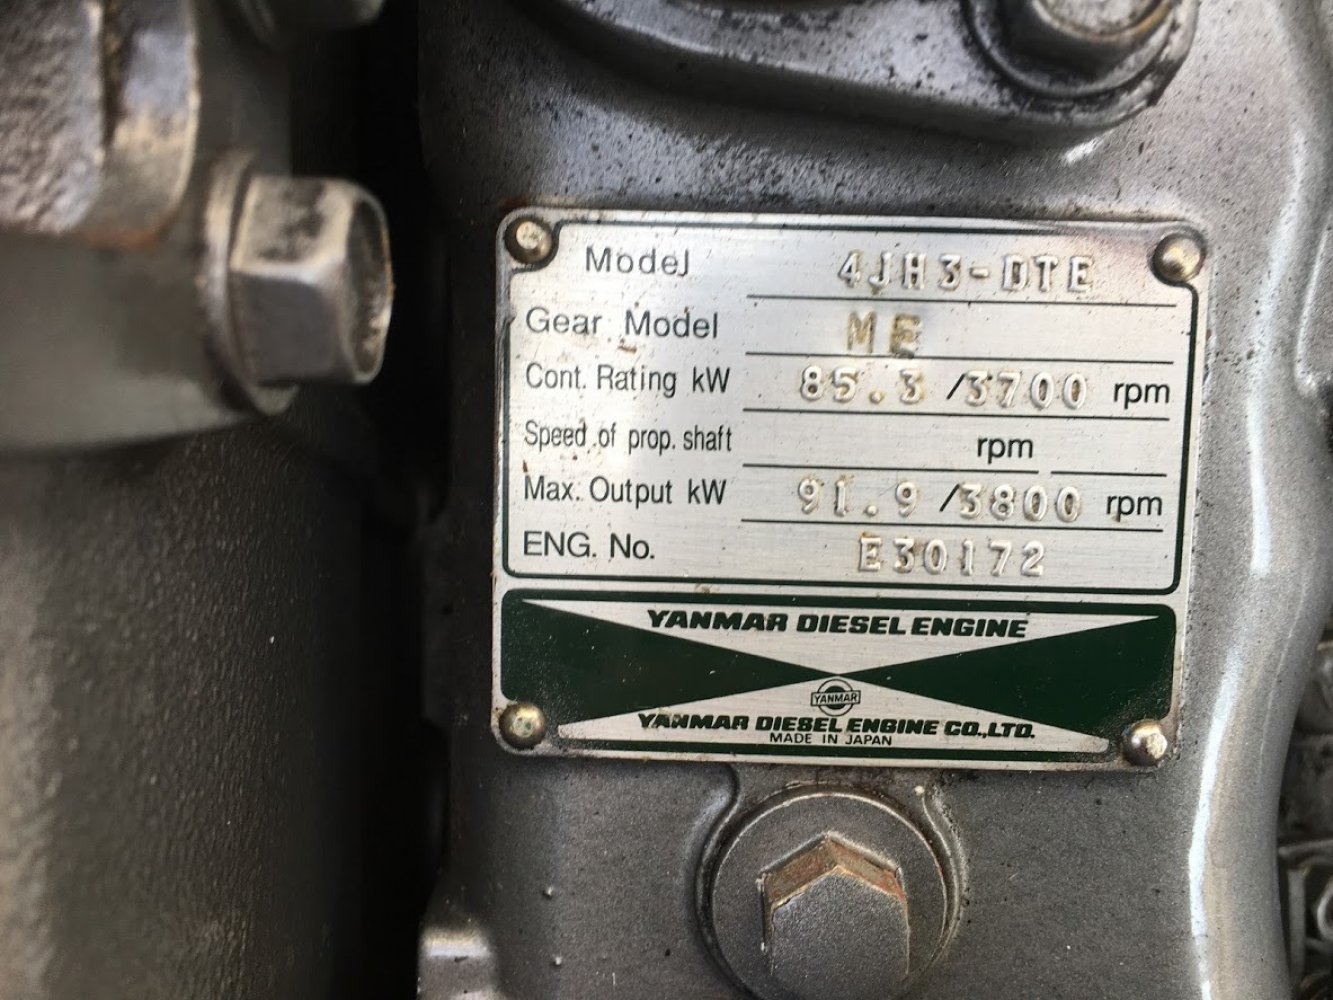 Model 4JH3-DTE
Gear Model ME
Cont. Rating kW 85.3 /3700 rpm
Speed of prop. shaft rpm
Max. Output kW 91.9 /3800 rpm
ENG. No. E30172
YANMAR DIESEL ENGINE
YANMAR
YANMAR DIESEL ENGINE CO.,LTD.
MADE IN JAPAN